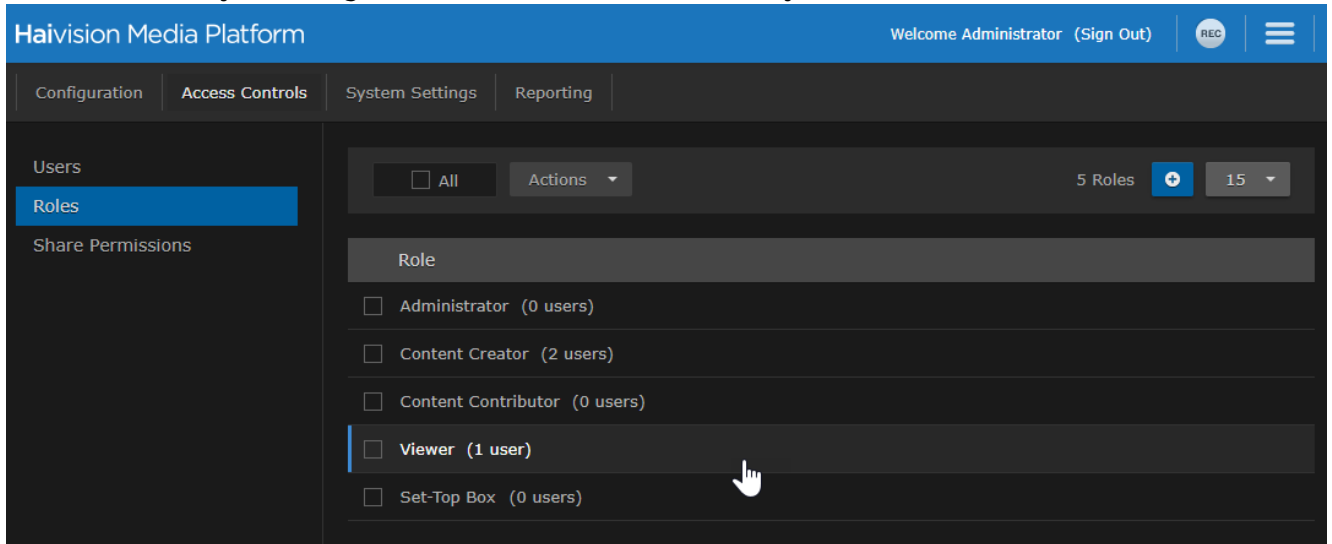 Haivision Media Platform
Welcome Administrator (Sign Out)
REC
Configuration
Access Controls
System Settings
Reporting
Users
Roles
Share Permissions
All
Actions
5 Roles
15
Role
Administrator (0 users)
Content Creator (2 users)
Content Contributor (0 users)
Viewer (1 user)
Set-Top Box (0 users)